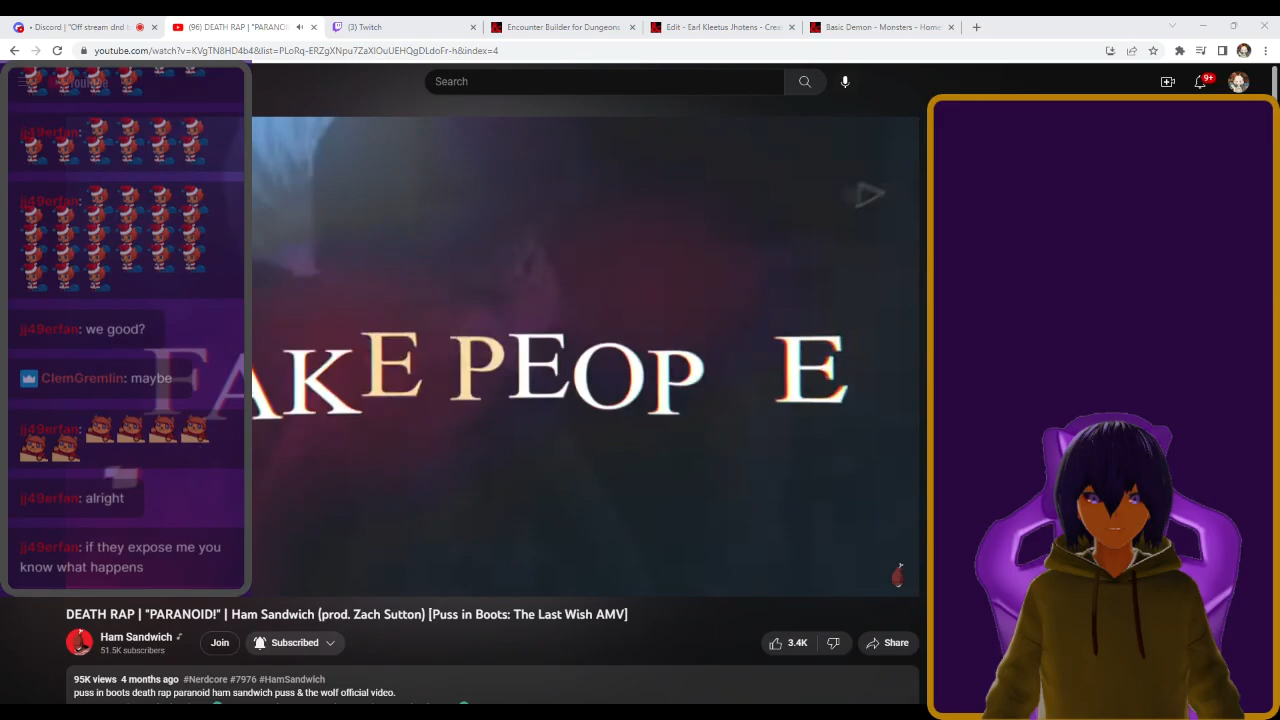 Discord | "Off stream dnd b
(96) DEATH RAP | "PARANOID!
(3) Twitch
Encounter Builder for Dungeons
Edit - Earl Kleetus Jhotens - Crea
Basic Demon - Monsters - Home
youtube.com/watch?v=KVgTN8HD4b4&list=PLoRq-ERZgXNpu7ZaXIOuUEHQgDLdoFr-h&index=4
Search
9+
jj49erfan:
jj49erfan:
jj49erfan: we good?
ClemGremlin: maybe
jj49erfan:
jj49erfan: alright
jj49erfan: if they expose me you
know what happens
FAKE PEOP E
DEATH RAP | "PARANOID!" | Ham Sandwich (prod. Zach Sutton) [Puss in Boots: The Last Wish AMV]
Ham Sandwich
51.5K subscribers
Join
Subscribed
3.4K
Share
95K views 4 months ago #Nerdcore #7976 #HamSandwich
puss in boots death rap paranoid ham sandwich puss & the wolf official video.